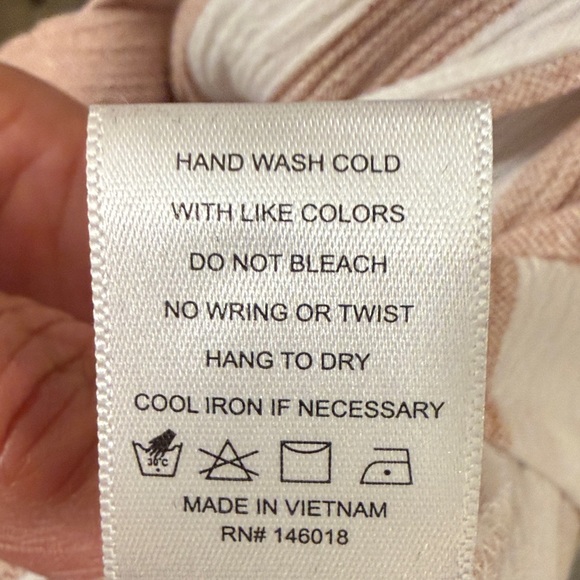 HAND WASH COLD
WITH LIKE COLORS
DO NOT BLEACH
NO WRING OR TWIST
HANG TO DRY
COOL IRON IF NECESSARY
30°C
MADE IN VIETNAM
RN# 146018